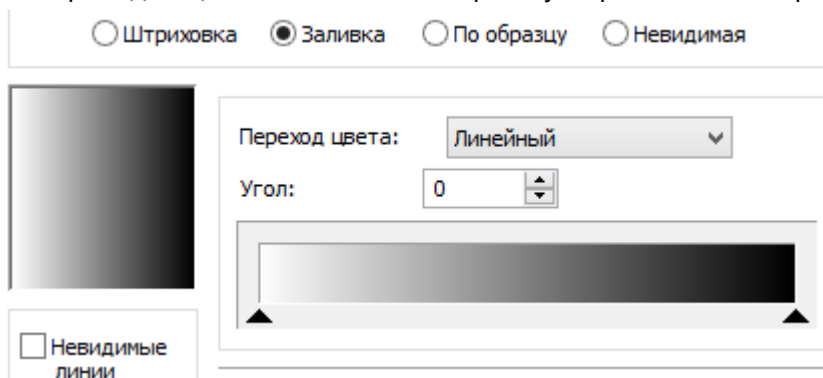 Штриховка Заливка По образцу Невидимая
Переход цвета: Линейный
Угол: 0
Невидимые
линии